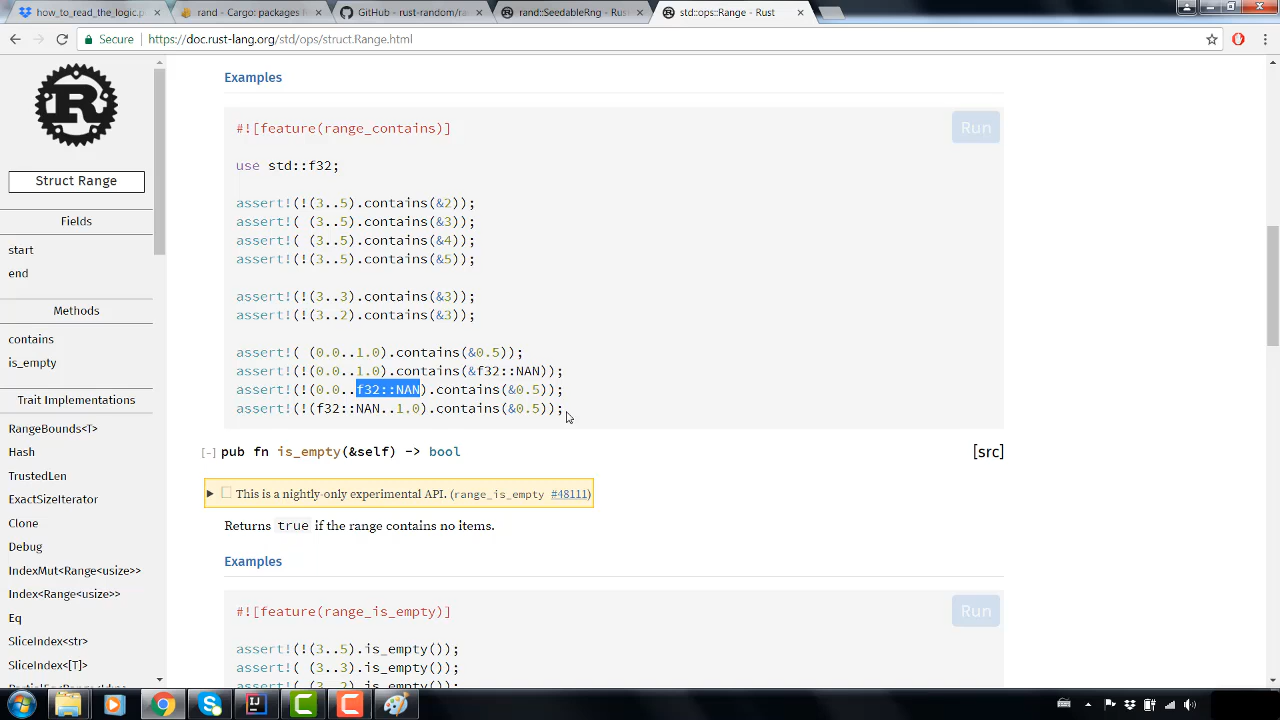 how_to_read_the_logic.p
rand - Cargo: packages f
GitHub - rust-random/ra
rand::SeedableRng - Rus
std::ops::Range - Rust
Secure
https://doc.rust-lang.org/std/ops/struct.Range.html
R
Struct Range
Fields
start
end
Methods
contains
is_empty
Trait Implementations
RangeBounds<T>
Hash
TrustedLen
ExactSizeIterator
Clone
Debug
IndexMut<Range<usize>>
Index<Range<usize>>
Eq
SliceIndex<str>
SliceIndex<[T]>
Examples
Run
#![feature(range_contains)]
use std::f32;
assert!(!(3..5).contains(&2));
assert!( (3..5).contains(&3));
assert!( (3..5).contains(&4));
assert!(!(3..5).contains(&5));
assert!(!(3..3).contains(&3));
assert!(!(3..2).contains(&3));
assert!( (0.0..1.0).contains(&0.5));
assert!(!(0.0..1.0).contains(&f32::NAN));
assert!(!(0.0..f32::NAN).contains(&0.5));
assert!(!(f32::NAN..1.0).contains(&0.5));
[-] pub fn is_empty(&self) -> bool
[src]
This is a nightly-only experimental API. (range_is_empty #48111)
Returns true if the range contains no items.
Examples
Run
#![feature(range_is_empty)]
assert!(!(3..5).is_empty());
assert!( (3..3).is_empty());
assert!( (3..2).is_empty());